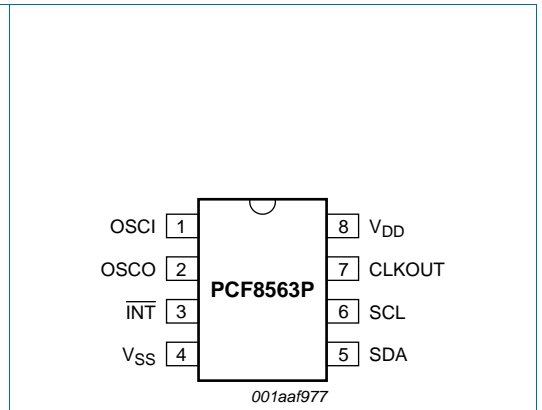 OSCI 1 8 VDD
OSCO 2 7 CLKOUT
PCF8563P
INT 3 6 SCL
VSS 4 5 SDA
001aaf977